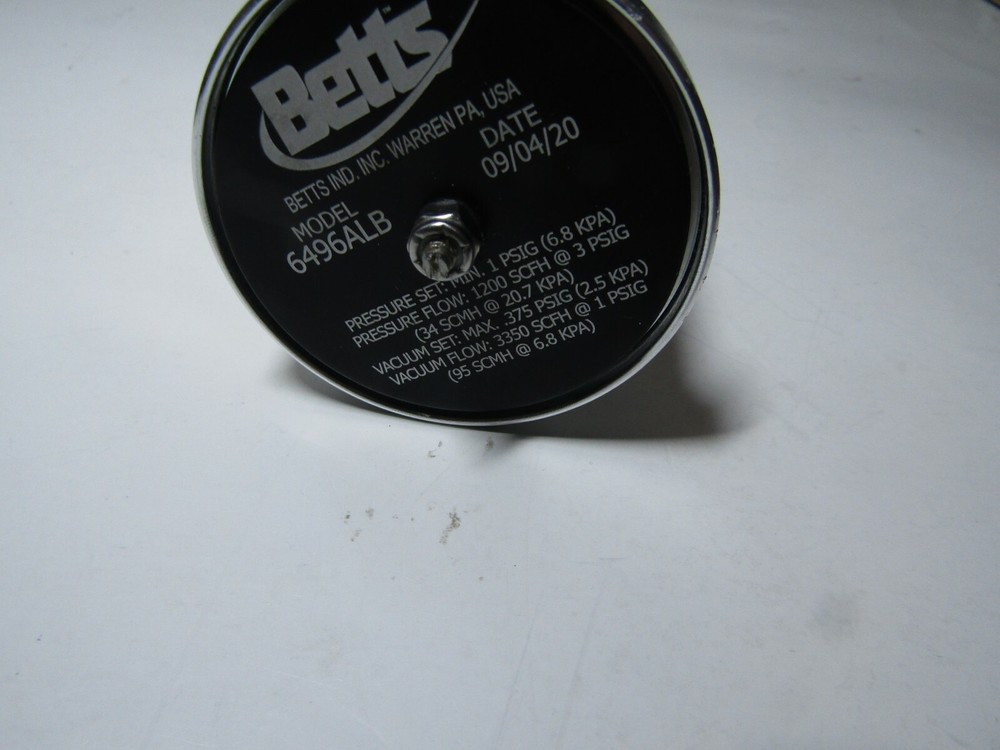 Betts™
BETTS IND. INC. WARREN PA, USA
MODEL
6496ALB
DATE
09/04/20
PRESSURE SET: MIN. 1 PSIG (6.8 KPA)
PRESSURE FLOW: 1200 SCFH @ 3 PSIG
(34 SCMH @ 20.7 KPA)
VACUUM SET: MAX. 375 PSIG (2.5 KPA)
VACUUM FLOW: 3350 SCFH @ 1 PSIG
(95 SCMH @ 6.8 KPA)